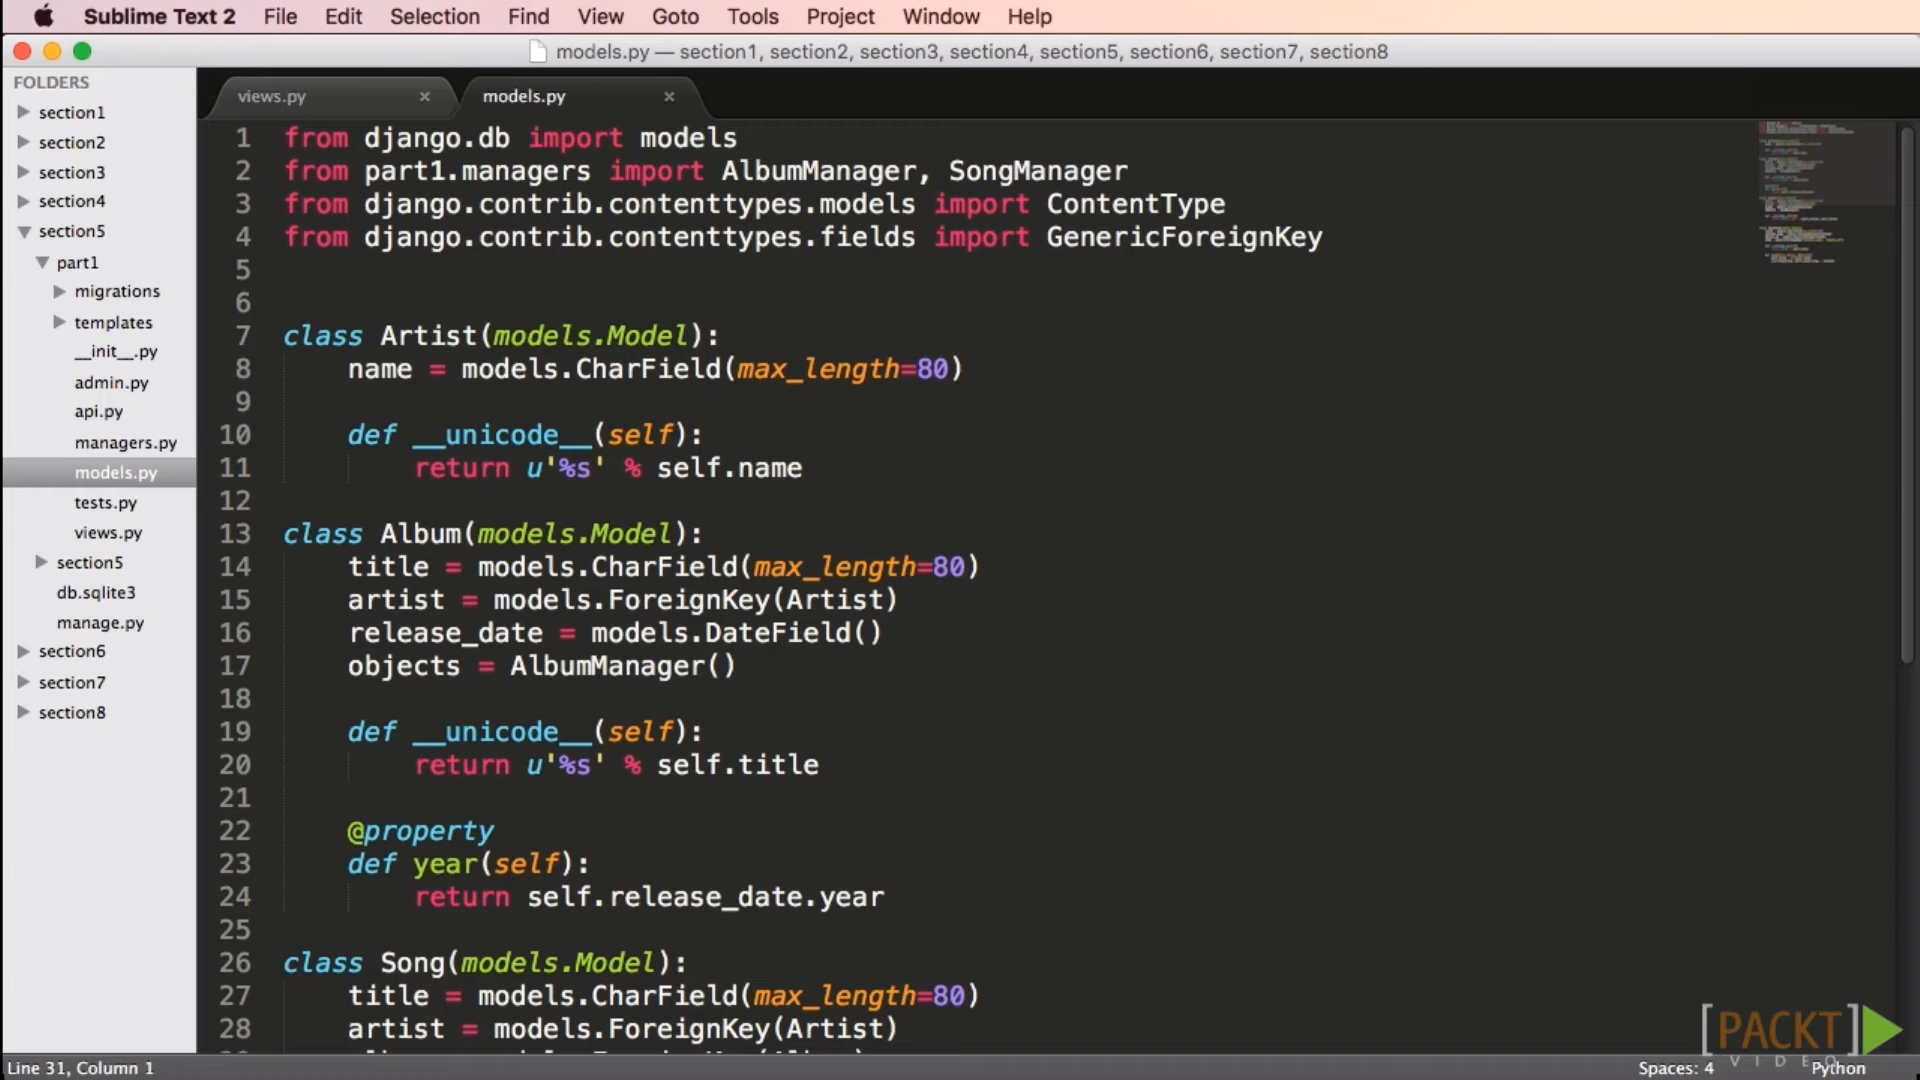 Sublime Text 2 File Edit Selection Find View Goto Tools Project Window Help
models.py — section1, section2, section3, section4, section5, section6, section7, section8
FOLDERS
section1
section2
section3
section4
section5
part1
migrations
templates
__init__.py
admin.py
api.py
managers.py
models.py
tests.py
views.py
section5
db.sqlite3
manage.py
section6
section7
section8
views.py × models.py ×
1 from django.db import models
2 from part1.managers import AlbumManager, SongManager
3 from django.contrib.contenttypes.models import ContentType
4 from django.contrib.contenttypes.fields import GenericForeignKey
5
6
7 class Artist(models.Model):
8 name = models.CharField(max_length=80)
9
10 def __unicode__(self):
11 return u'%s' % self.name
12
13 class Album(models.Model):
14 title = models.CharField(max_length=80)
15 artist = models.ForeignKey(Artist)
16 release_date = models.DateField()
17 objects = AlbumManager()
18
19 def __unicode__(self):
20 return u'%s' % self.title
21
22 @property
23 def year(self):
24 return self.release_date.year
25
26 class Song(models.Model):
27 title = models.CharField(max_length=80)
28 artist = models.ForeignKey(Artist)
[PACKT]
VIDEO
Line 31, Column 1 Spaces: 4 Python